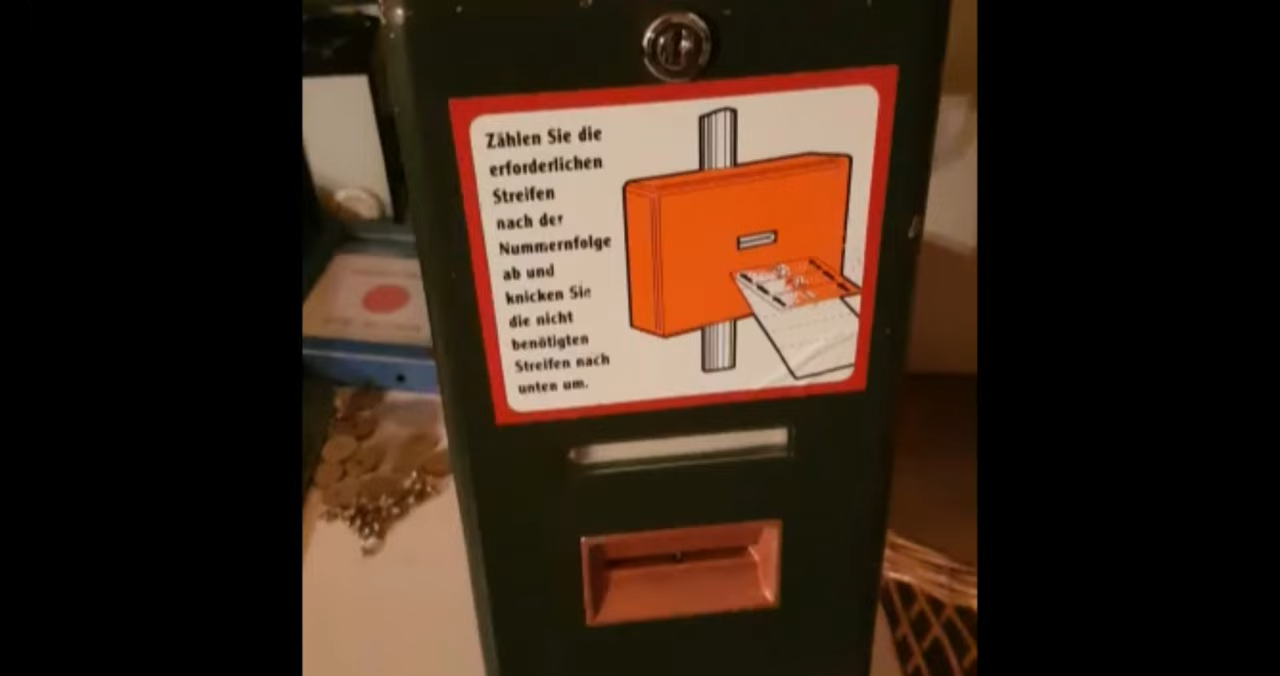 Zählen Sie die
erforderlichen
Streifen
nach der
Nummernfolge
ab und
knicken Sie
die nicht
benötigten
Streifen nach
unten um.